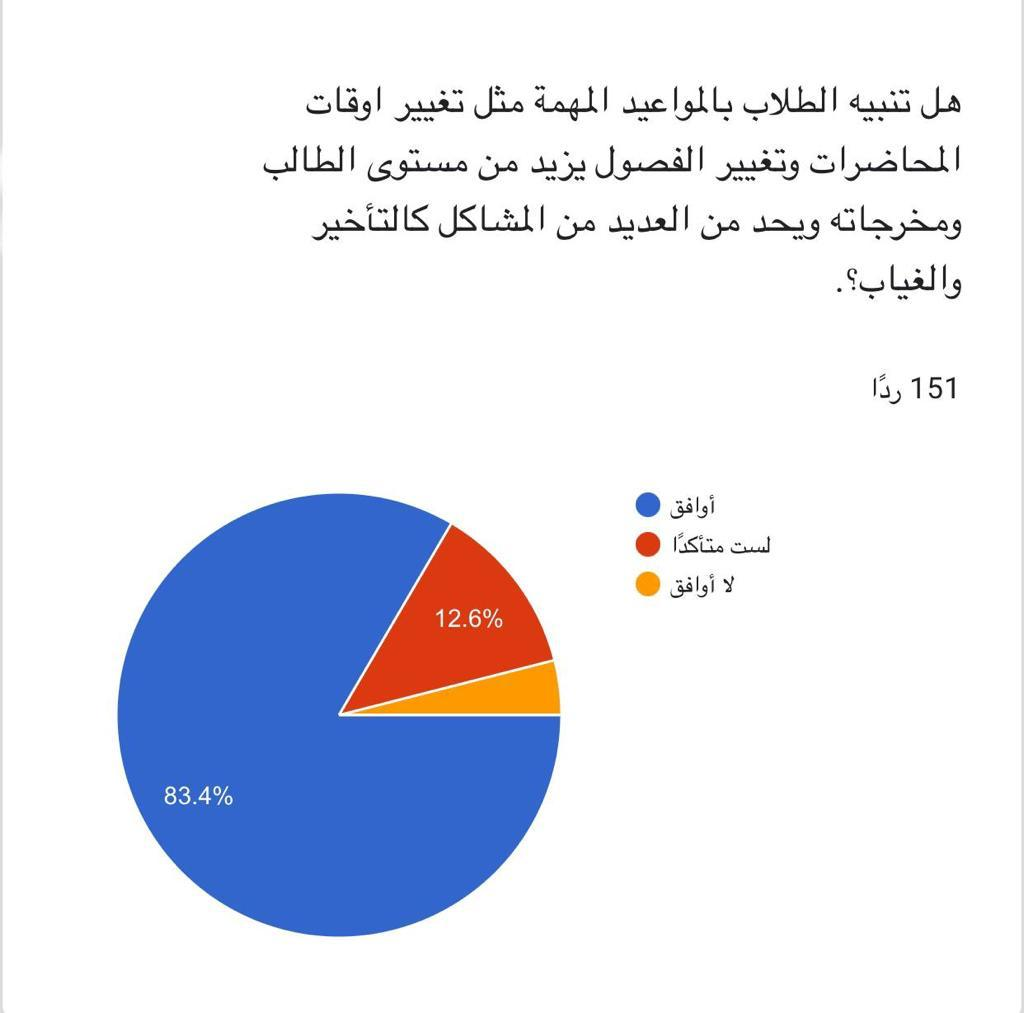 هل تنبيه الطلاب بالمواعيد المهمة مثل تغيير اوقات
المحاضرات وتغيير الفصول يزيد من مستوى الطالب
ومخرجاته ويحد من العديد من المشاكل كالتأخير
والغياب؟.
151 ردًا
أوافق
لست متأكدًا
لا أوافق
12.6%
83.4%